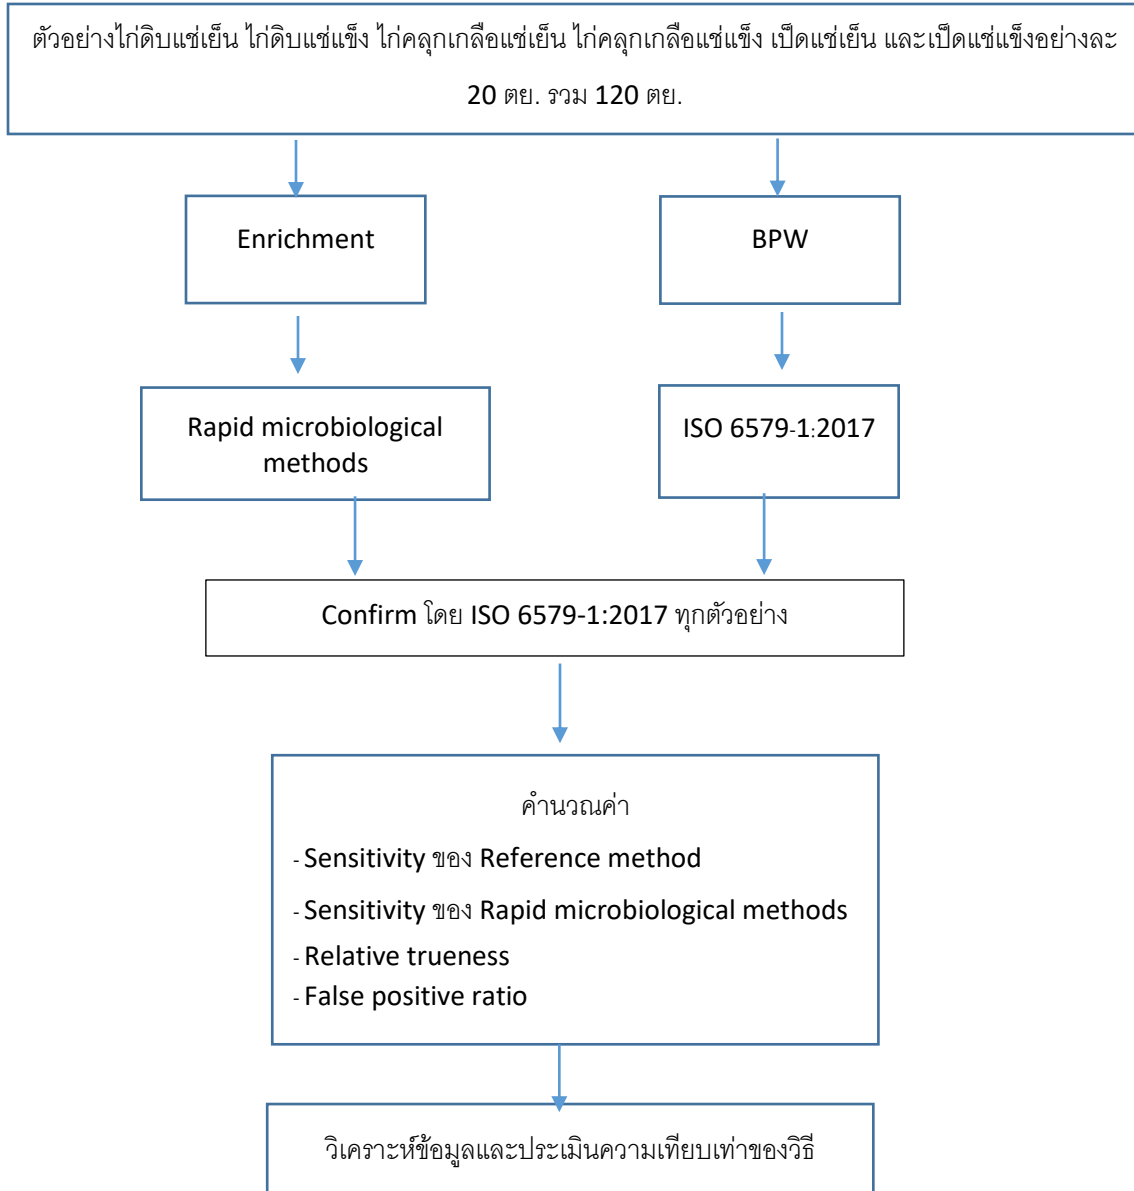 ตัวอย่างไก่ดิบแช่เย็น ไก่ดิบแช่แข็ง ไก่คลุกเกลือแช่เย็น ไก่คลุกเกลือแช่แข็ง เป็ดแช่เย็น และเป็ดแช่แข็งอย่างละ
20 ตย. รวม 120 ตย.
Enrichment
BPW
Rapid microbiological
methods
ISO 6579-1:2017
Confirm โดย ISO 6579-1:2017 ทุกตัวอย่าง
คำนวณค่า
- Sensitivity ของ Reference method
- Sensitivity ของ Rapid microbiological methods
- Relative trueness
- False positive ratio
วิเคราะห์ข้อมูลและประเมินความเทียบเท่าของวิธี